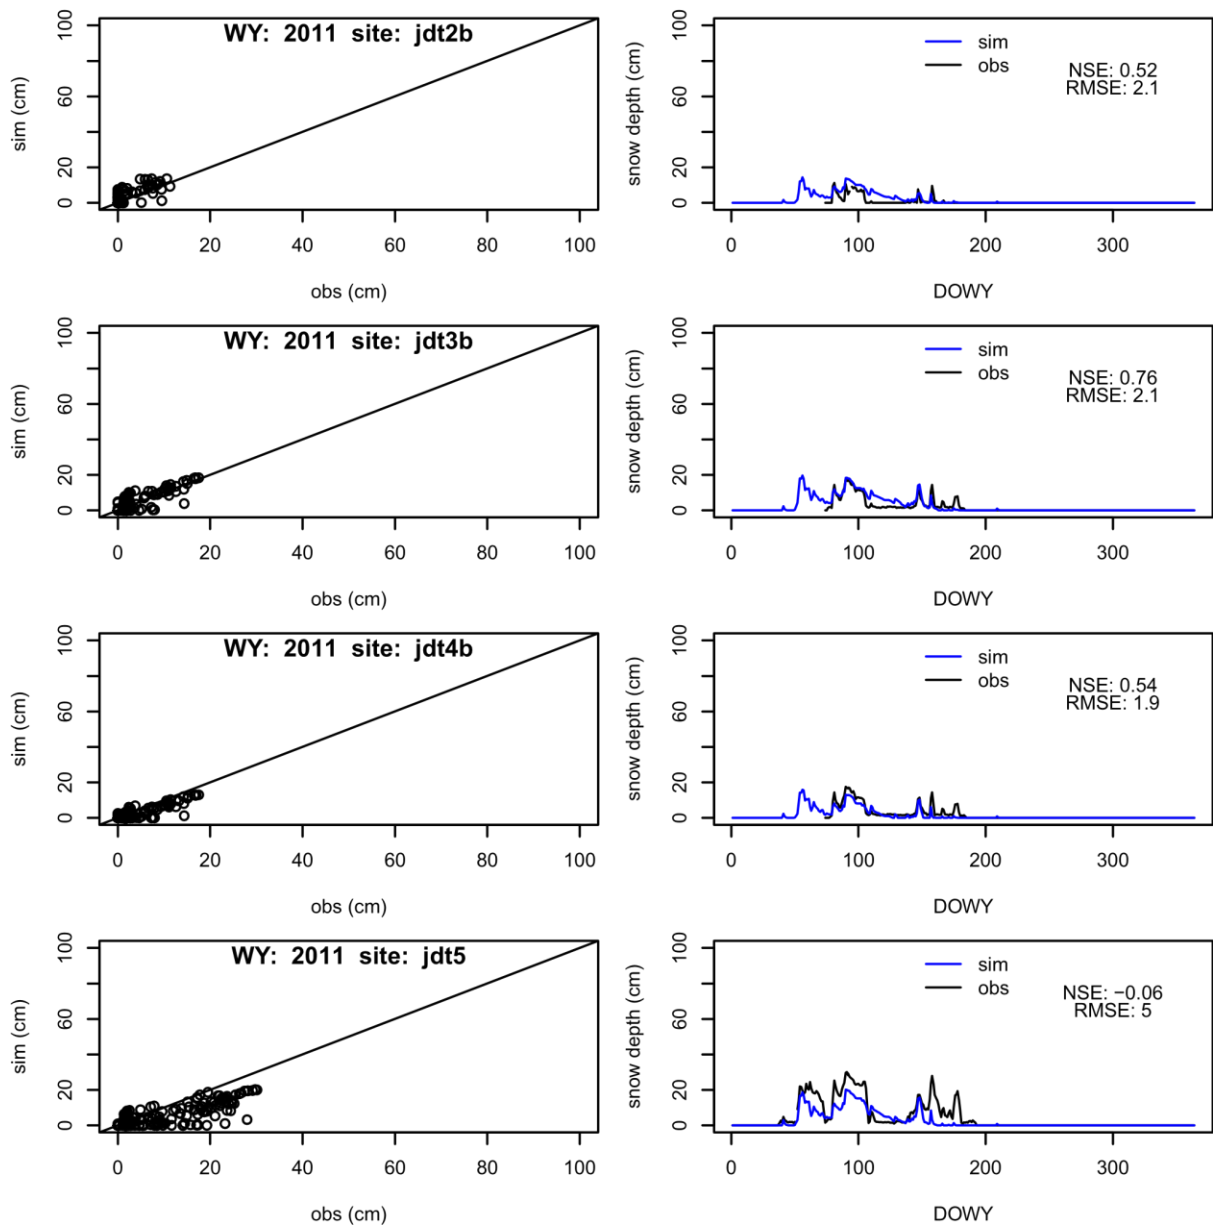 WY: 2011 site: jdt2b
sim (cm)
100
60
20
0
0 20 40 60 80 100
obs (cm)
snow depth (cm)
100
60
20
0
sim
obs
NSE: 0.52
RMSE: 2.1
0 100 200 300
DOWY
WY: 2011 site: jdt3b
sim (cm)
100
60
20
0
0 20 40 60 80 100
obs (cm)
snow depth (cm)
100
60
20
0
sim
obs
NSE: 0.76
RMSE: 2.1
0 100 200 300
DOWY
WY: 2011 site: jdt4b
sim (cm)
100
60
20
0
0 20 40 60 80 100
obs (cm)
snow depth (cm)
100
60
20
0
sim
obs
NSE: 0.54
RMSE: 1.9
0 100 200 300
DOWY
WY: 2011 site: jdt5
sim (cm)
100
60
20
0
0 20 40 60 80 100
obs (cm)
snow depth (cm)
100
60
20
0
sim
obs
NSE: −0.06
RMSE: 5
0 100 200 300
DOWY